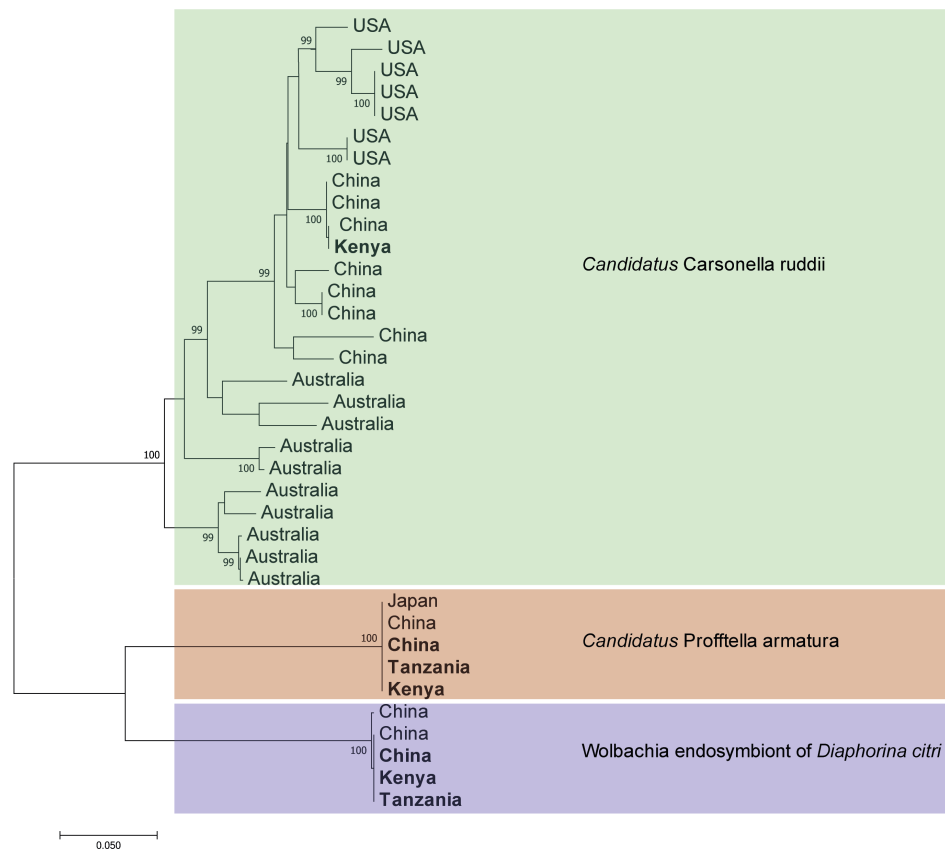 USA
99
USA
USA
99
USA
100
USA
USA
100 USA
China
China
100
China
Kenya
Candidatus Carsonella ruddii
China
99
China
100 China
China
99
China
Australia
Australia
Australia
Australia
100
Australia
100
Australia
Australia
99
Australia
99
Australia
Australia
Japan
China
100
China
Candidatus Profftella armatura
Tanzania
Kenya
China
China
100
China
Wolbachia endosymbiont of Diaphorina citri
Kenya
Tanzania
0.050